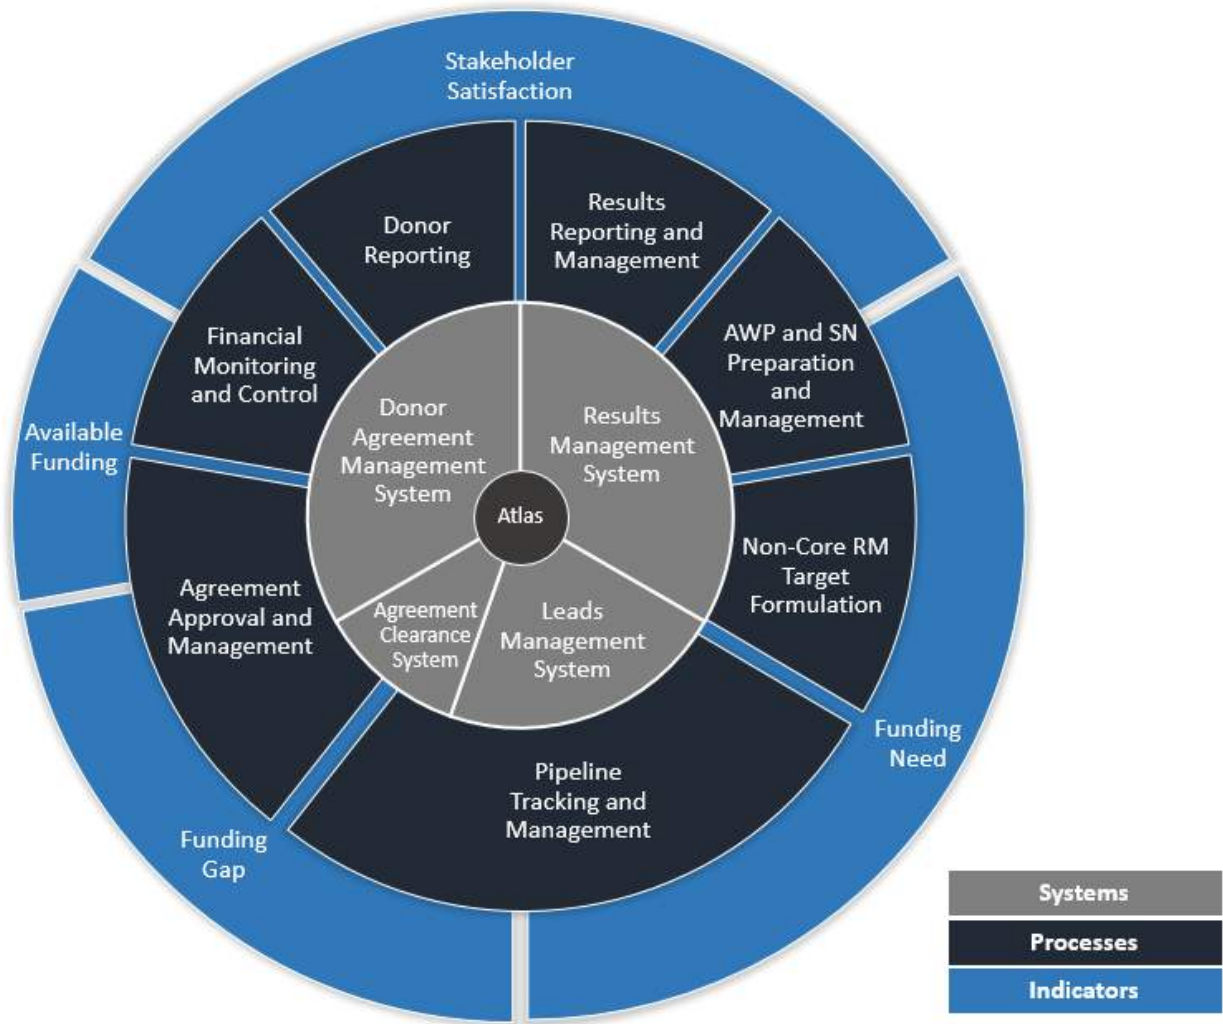 Stakeholder
Satisfaction
Donor
Reporting
Results
Reporting and
Management
Financial
Monitoring
and Control
AWP and SN
Preparation
and
Management
Available
Funding
Donor
Agreement
Management
System
Results
Management
System
Atlas
Non-Core RM
Target
Formulation
Agreement
Approval and
Management
Agreement
Clearance
System
Leads
Management
System
Funding
Need
Pipeline
Tracking and
Management
Funding
Gap
Systems
Processes
Indicators